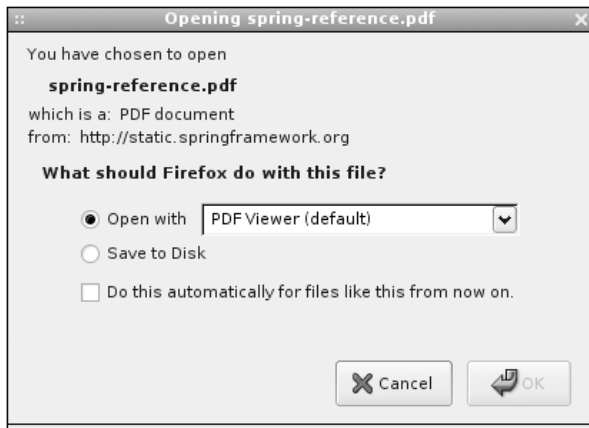 Opening spring-reference.pdf
You have chosen to open
spring-reference.pdf
which is a: PDF document
from: http://static.springframework.org
What should Firefox do with this file?
Open with PDF Viewer (default)
Save to Disk
Do this automatically for files like this from now on.
Cancel OK